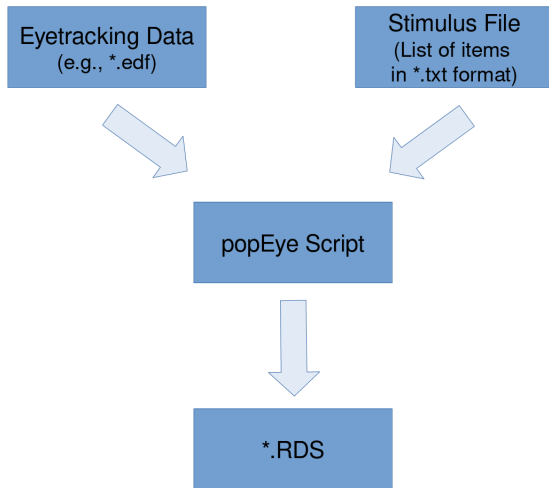 Eyetracking Data
(e.g., *.edf)
Stimulus File
(List of items
in *.txt format)
popEye Script
*.RDS